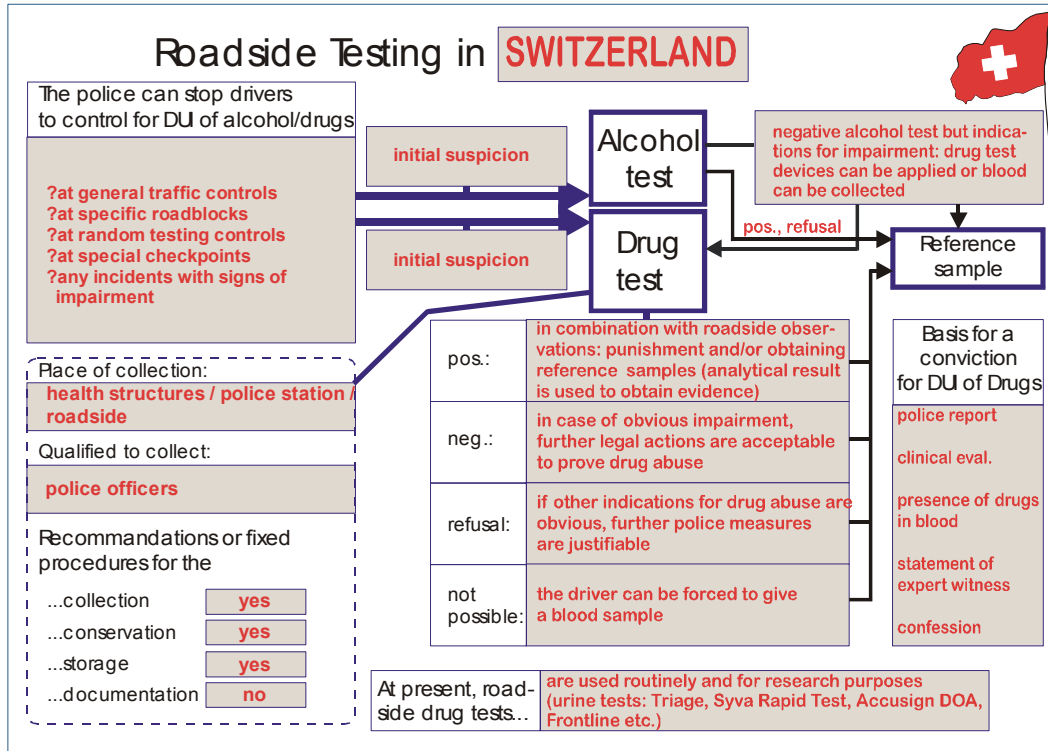 Roadside Testing in SWITZERLAND
The police can stop drivers
to control for DUI of alcohol/drugs
?at general traffic controls
?at specific roadblocks
?at random testing controls
?at special checkpoints
?any incidents with signs of
impairment
initial suspicion
initial suspicion
Alcohol
test
Drug
test
negative alcohol test but indica-
tions for impairment: drug test
devices can be applied or blood
can be collected
pos., refusal
Reference
sample
Place of collection:
health structures / police station /
roadside
Qualified to collect:
police officers
Recommandations or fixed
procedures for the
...collection yes
...conservation yes
...storage yes
...documentation no
pos.:
in combination with roadside obser-
vations: punishment and/or obtaining
reference samples (analytical result
is used to obtain evidence)
neg.:
in case of obvious impairment,
further legal actions are acceptable
to prove drug abuse
refusal:
if other indications for drug abuse are
obvious, further police measures
are justifiable
not
possible:
the driver can be forced to give
a blood sample
Basis for a
conviction
for DUI of Drugs
police report
clinical eval.
presence of drugs
in blood
statement of
expert witness
confession
At present, road-
side drug tests...
are used routinely and for research purposes
(urine tests: Triage, Syva Rapid Test, Accusign DOA,
Frontline etc.)